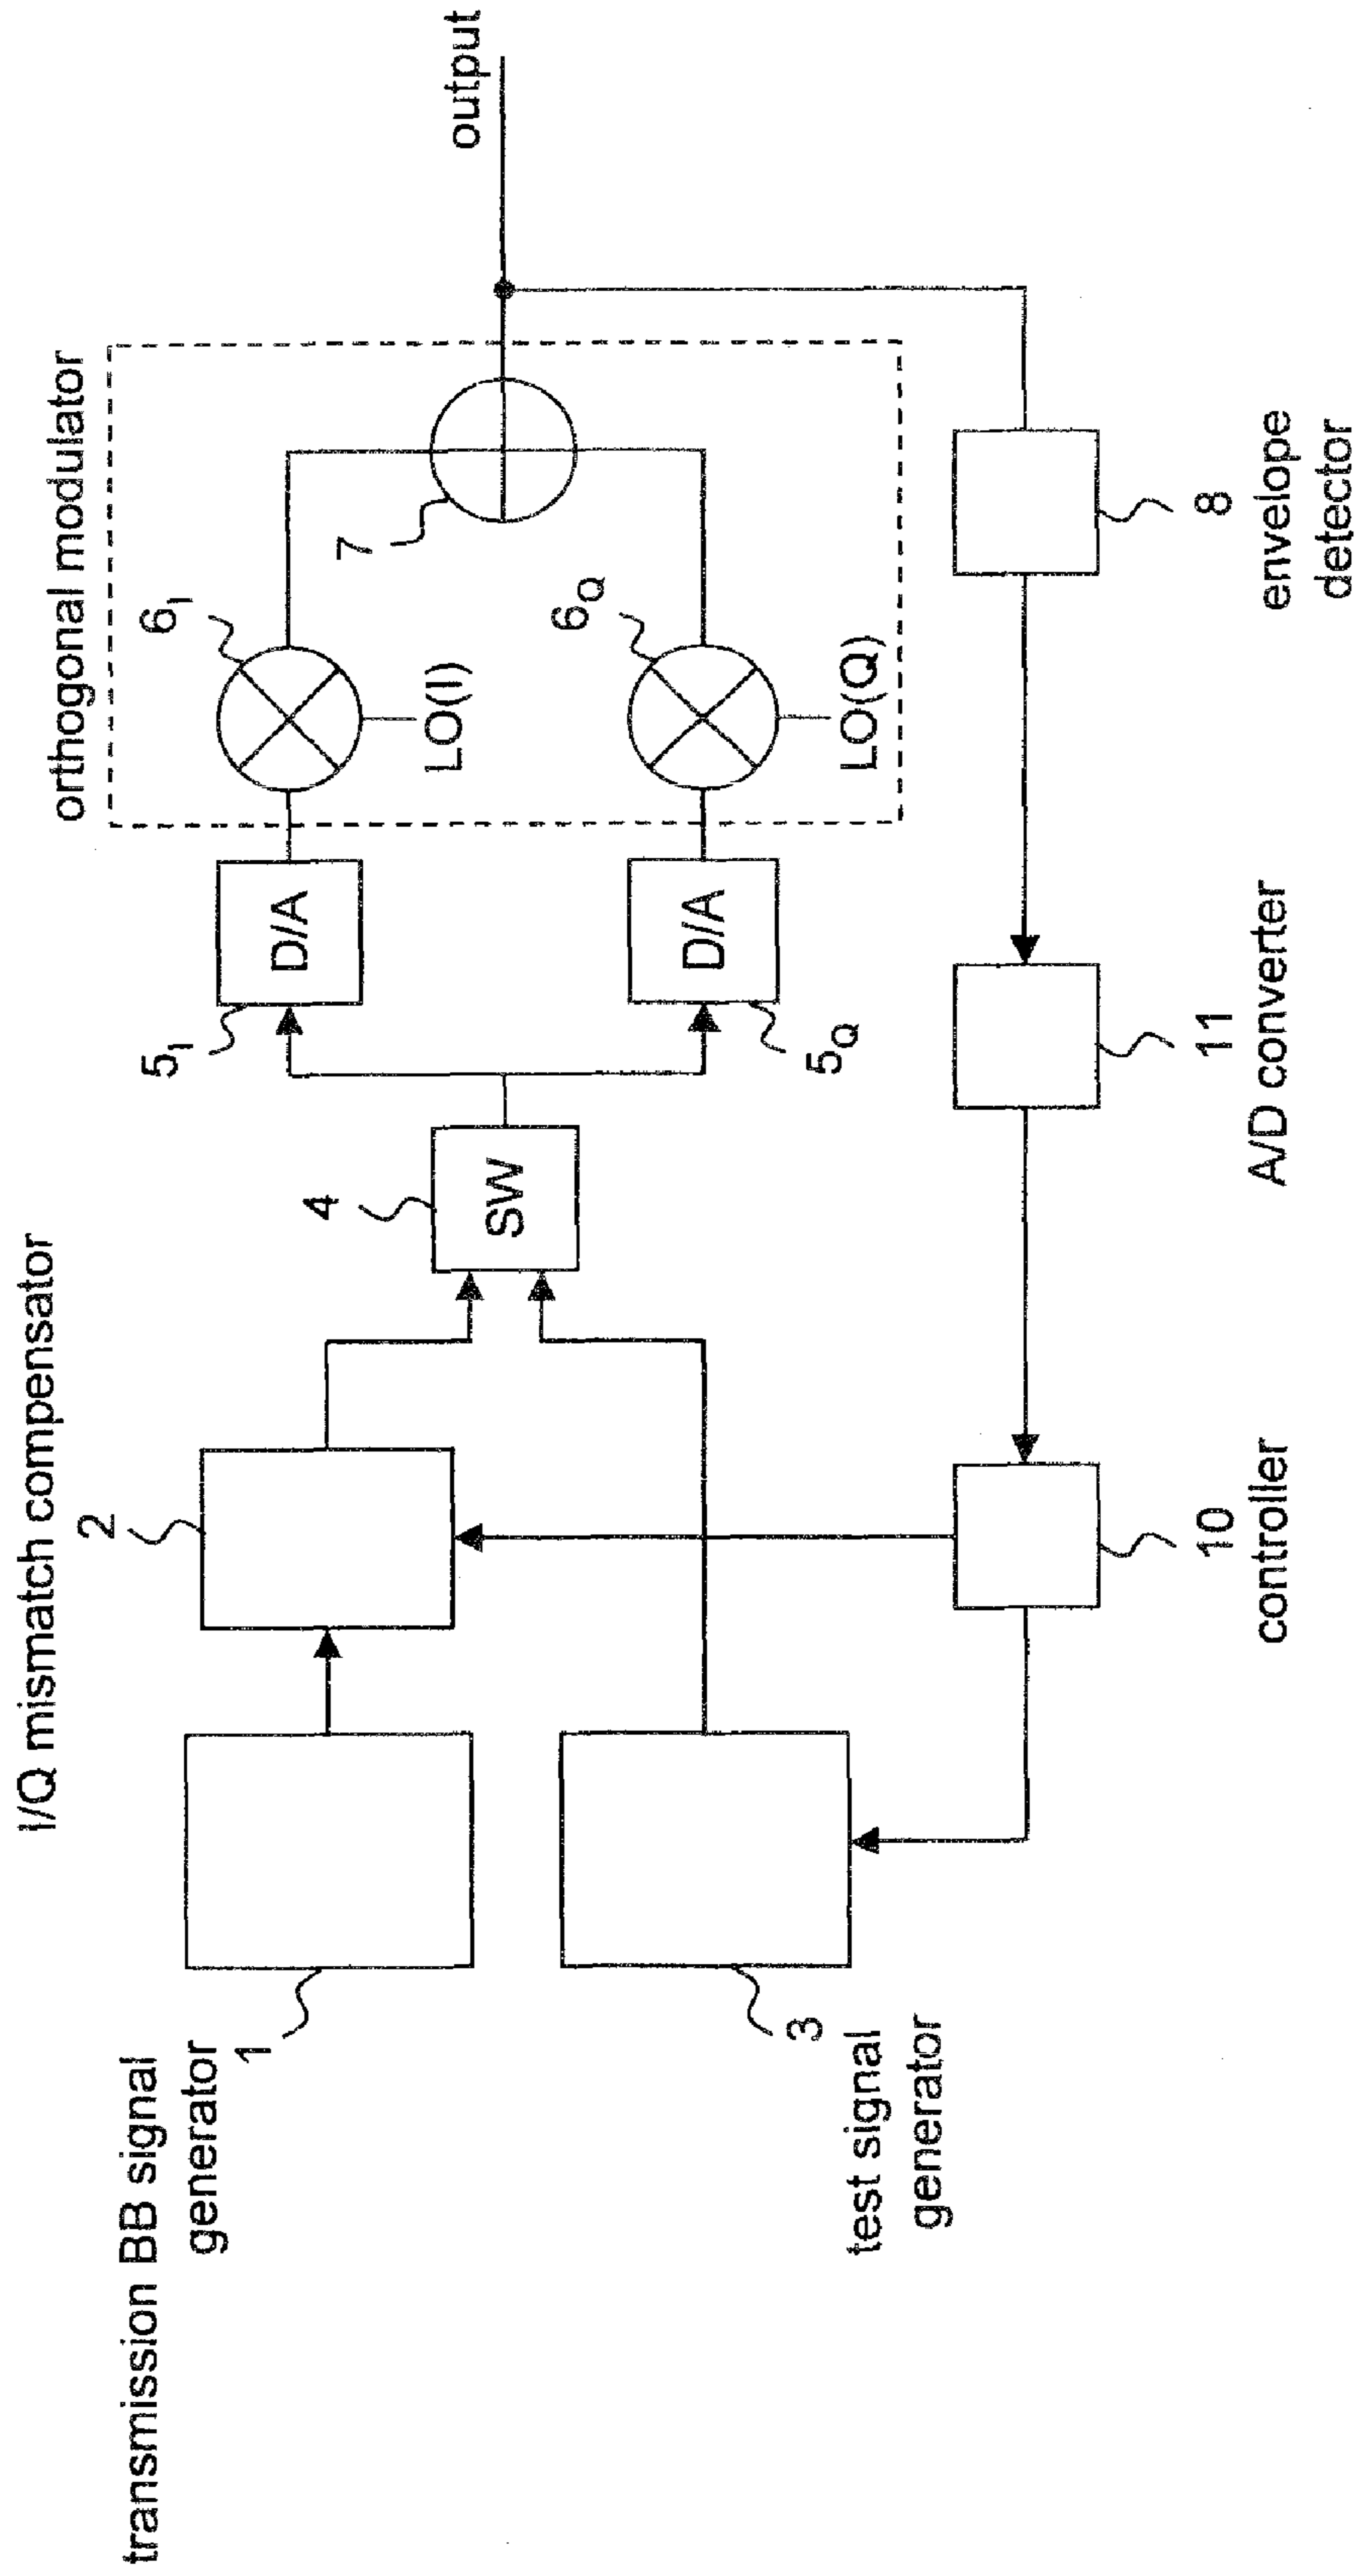 I/Q mismatch compensator
orthogonal modulator
output
transmission BB signal
generator
1
2
4
SW
5I
D/A
6I
LO(I)
7
5Q
D/A
6Q
LO(Q)
3
test signal
generator
10
controller
11
A/D converter
8
envelope
detector